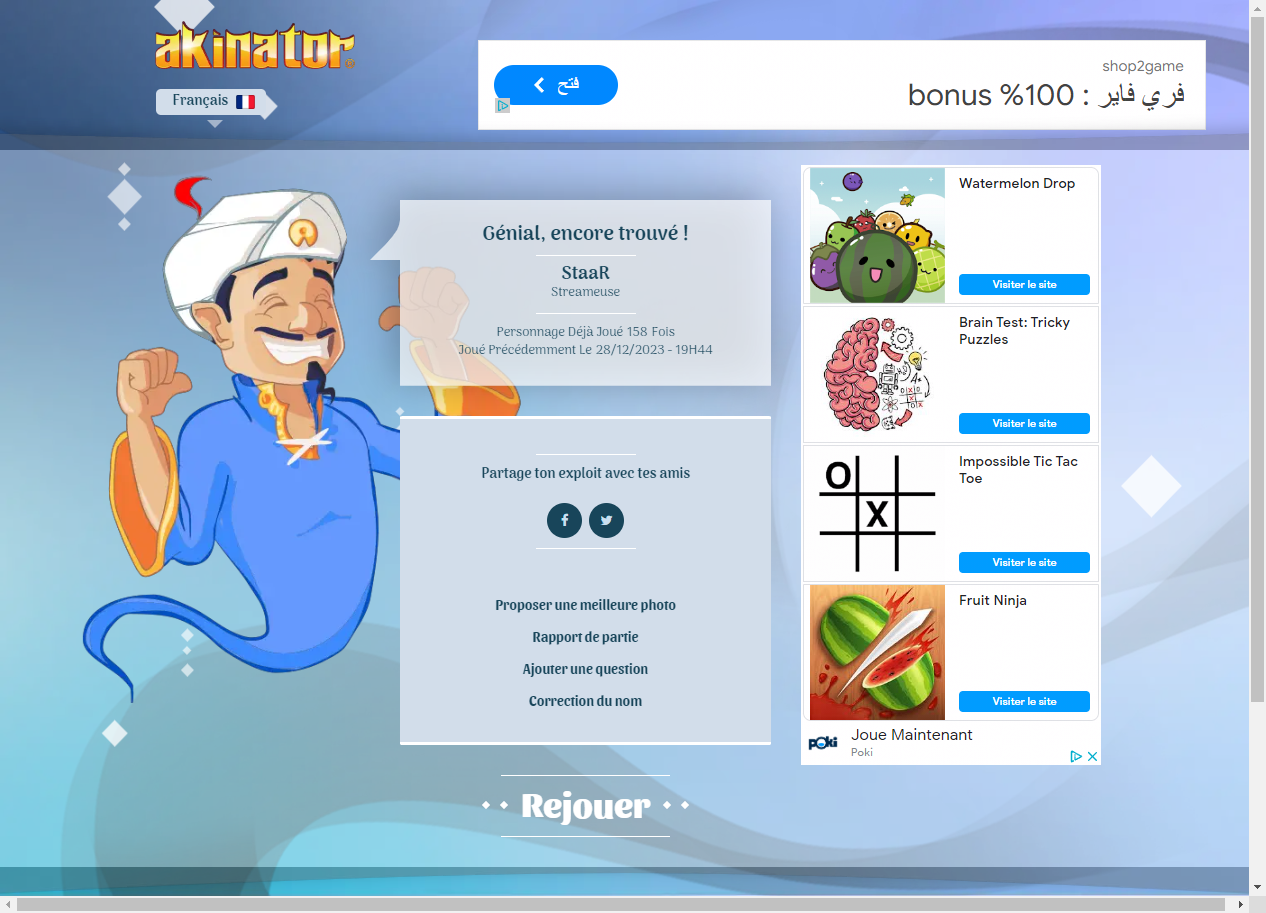 akinator
Français
shop2game
فري فاير : 100% bonus
فتح
Génial, encore trouvé !
StaaR
Streameuse
Personnage Déjà Joué 158 Fois
Joué Précédemment Le 28/12/2023 - 19H44
Partage ton exploit avec tes amis
Proposer une meilleure photo
Rapport de partie
Ajouter une question
Correction du nom
Rejouer
Watermelon Drop
Visiter le site
Brain Test: Tricky
Puzzles
Visiter le site
Impossible Tic Tac
Toe
Visiter le site
O
X
Fruit Ninja
Visiter le site
poki
Joue Maintenant
Poki